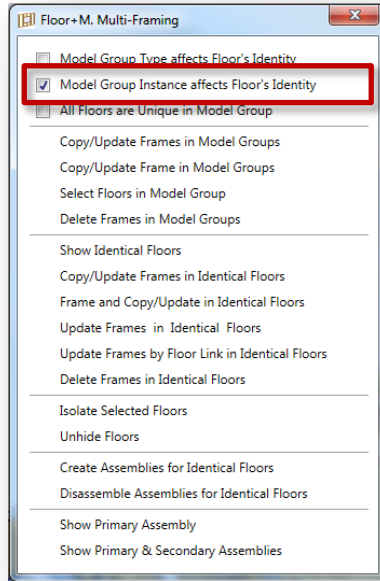 Floor+M. Multi-Framing
Model Group Type affects Floor's Identity
Model Group Instance affects Floor's Identity
All Floors are Unique in Model Group
Copy/Update Frames in Model Groups
Copy/Update Frame in Model Groups
Select Floors in Model Group
Delete Frames in Model Groups
Show Identical Floors
Copy/Update Frames in Identical Floors
Frame and Copy/Update in Identical Floors
Update Frames in Identical Floors
Update Frames by Floor Link in Identical Floors
Delete Frames in Identical Floors
Isolate Selected Floors
Unhide Floors
Create Assemblies for Identical Floors
Disassemble Assemblies for Identical Floors
Show Primary Assembly
Show Primary & Secondary Assemblies